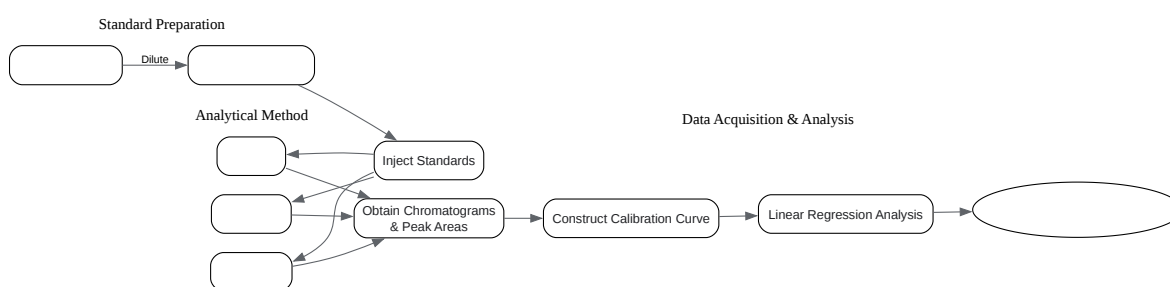 Standard Preparation
Dilute
Analytical Method
Data Acquisition & Analysis
Inject Standards
Obtain Chromatograms
& Peak Areas
Construct Calibration Curve
Linear Regression Analysis